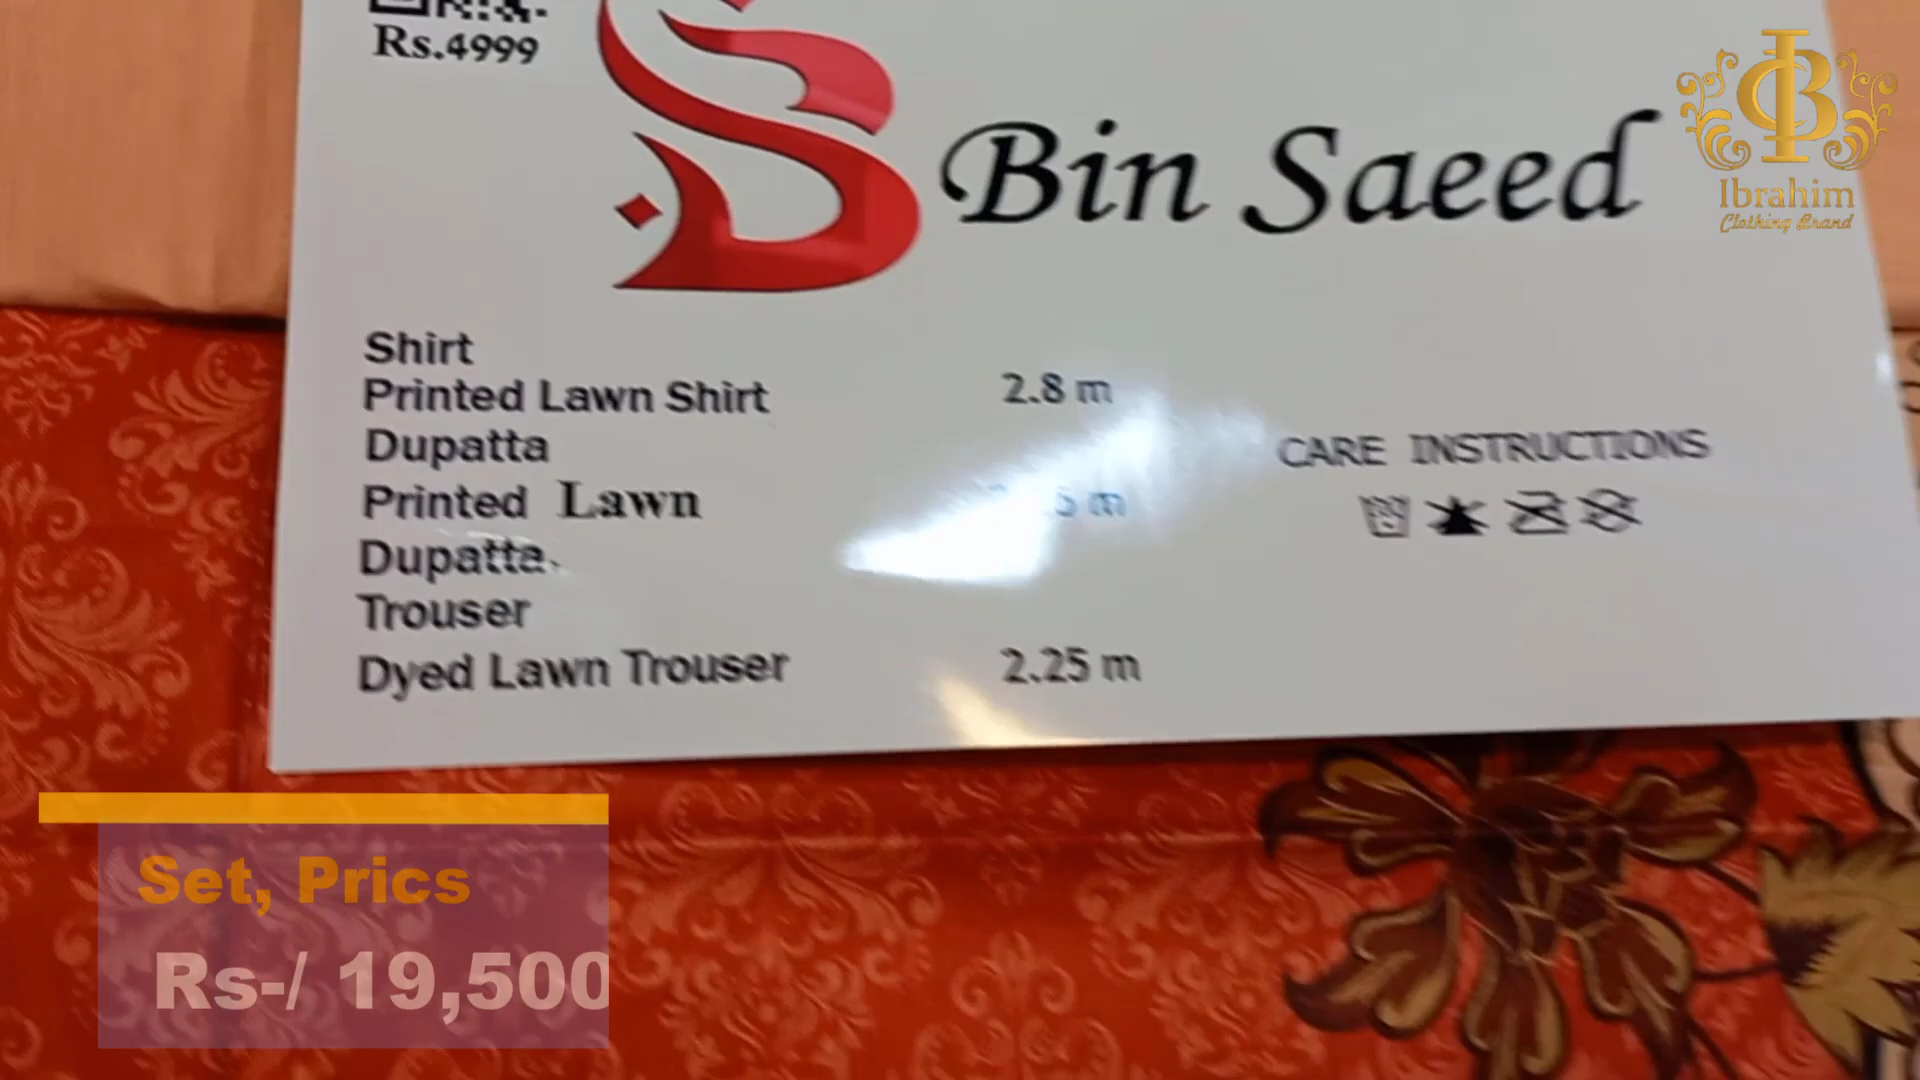 Rs.4999
Bin Saeed
Ibrahim
Clothing Brand
Shirt
Printed Lawn Shirt 2.8 m
Dupatta
Printed Lawn m
Dupatta.
Trouser
Dyed Lawn Trouser 2.25 m
CARE INSTRUCTIONS
Set, Prics
Rs-/ 19,500